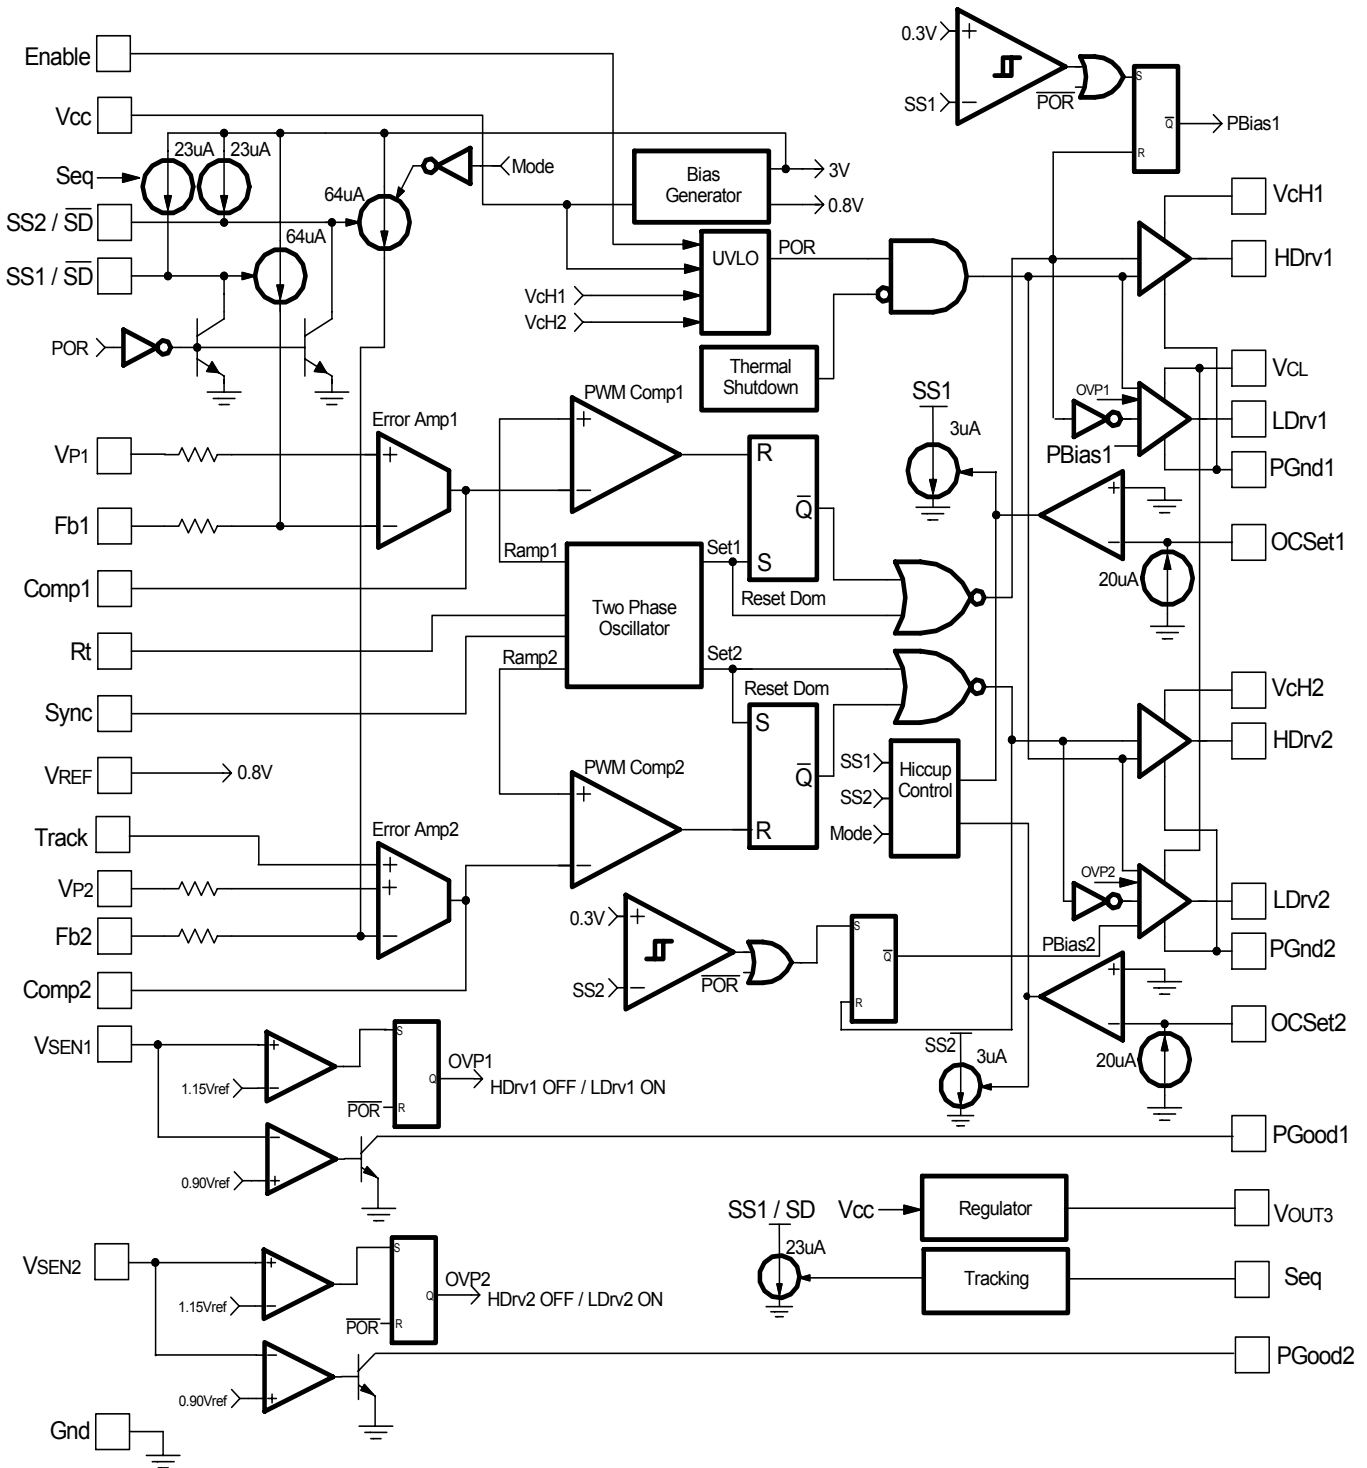 0.3V
+
SS1
−
POR
S
Q
R
PBias1
Enable
Vcc
23uA
23uA
Seq
Mode
64uA
SS2 / SD
64uA
SS1 / SD
POR
Bias
Generator
3V
0.8V
UVLO
POR
VcH1
VcH2
Thermal
Shutdown
VcH1
HDrv1
VCL
OVP1
LDrv1
PBias1
PGnd1
SS1
3uA
+
−
OCSet1
20uA
Error Amp1
PWM Comp1
VP1
+
Fb1
−
+
−
R
Q
S
Reset Dom
Comp1
Ramp1
Set1
Two Phase
Oscillator
Rt
Ramp2
Set2
Sync
Reset Dom
S
Q
R
VREF
0.8V
PWM Comp2
+
−
Track
Error Amp2
+
VP2
+
Fb2
−
Comp2
SS1
SS2
Mode
Hiccup
Control
VcH2
HDrv2
OVP2
LDrv2
PBias2
PGnd2
0.3V
+
SS2
−
POR
S
Q
R
+
−
OCSet2
20uA
SS2
3uA
VSEN1
+
1.15Vref
−
S
Q
POR
R
OVP1
HDrv1 OFF / LDrv1 ON
−
0.90Vref
+
PGood1
SS1 / SD
23uA
Vcc
Regulator
VOUT3
Tracking
Seq
VSEN2
+
1.15Vref
−
S
Q
POR
R
OVP2
HDrv2 OFF / LDrv2 ON
−
0.90Vref
+
PGood2
Gnd